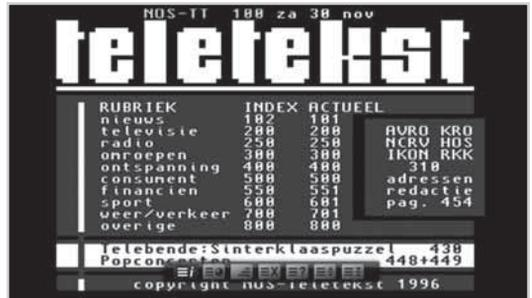 NOS-TT 100 za 30 nov
teletekst
RUBRIEK INDEX ACTUEEL
nieuws 102 101
televisie 200 200
radio 250 250
omroepen 300 300
ontspanning 400 400
consument 500 500
financien 550 551
sport 600 601
weer/verkeer 700 701
overige 800 800
AVRO KRO
NCRV NOS
IKON RKK
310
adressen
redactie
pag. 454
Telebende:Sinterklaaspuzzel 430
Popconcerten 448+449
copyright NOS-Teletekst 1996